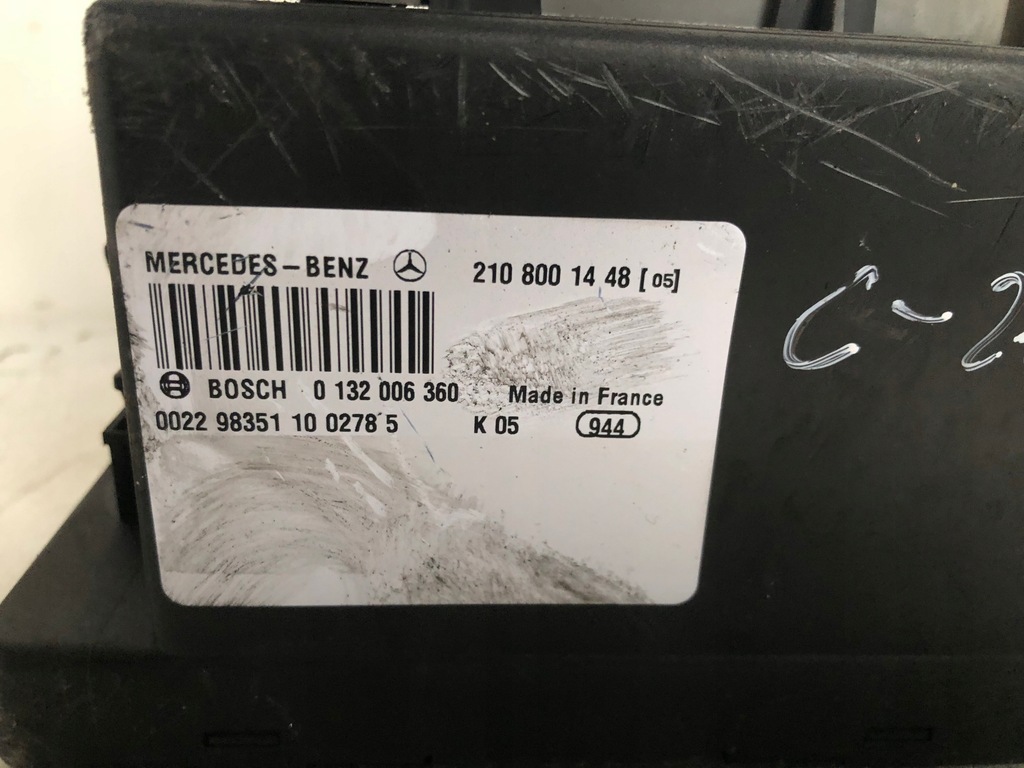 MERCEDES-BENZ 210 800 14 48 [05]
BOSCH 0 132 006 360 Made in France
0022 98351 10 0278 5 K 05 944
C-2